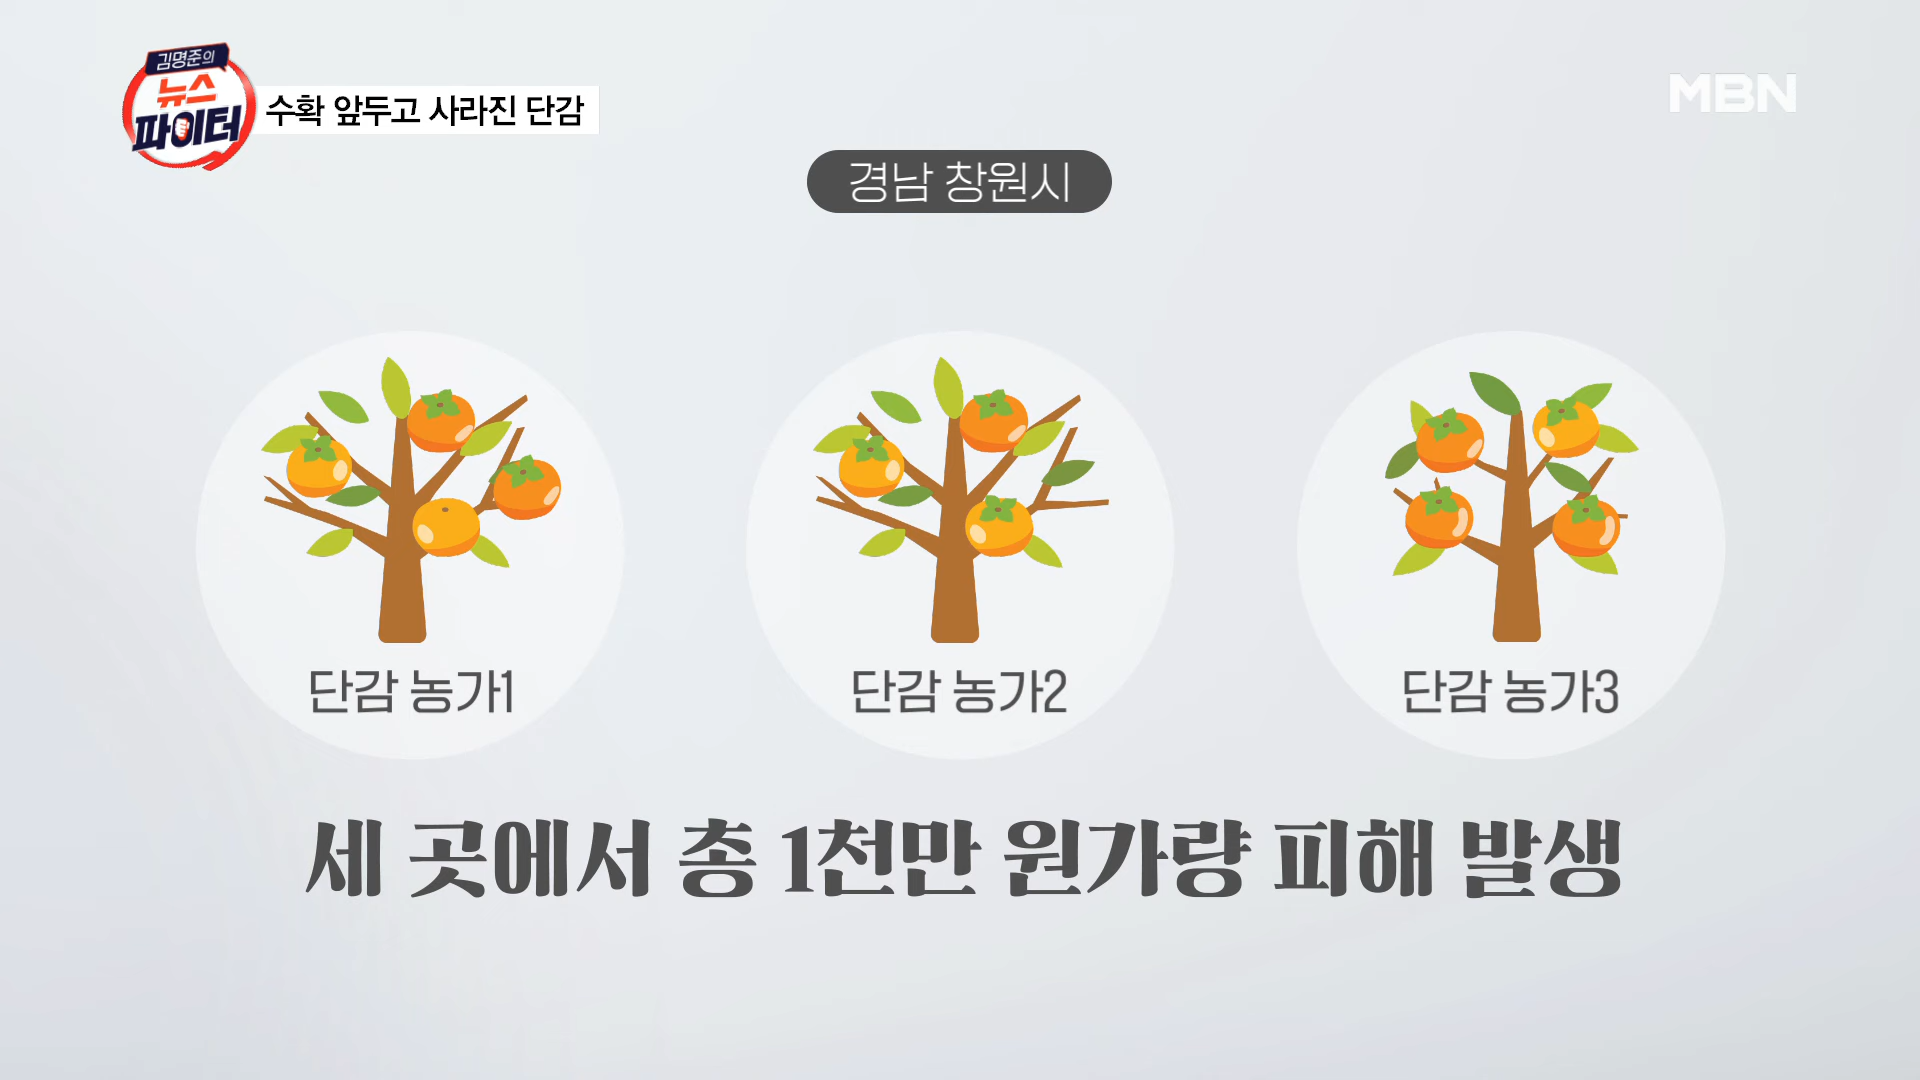 김명준의
뉴스
파이터
수확 앞두고 사라진 단감
MBN
경남 창원시
단감 농가1
단감 농가2
단감 농가3
세 곳에서 총 1천만 원가량 피해 발생